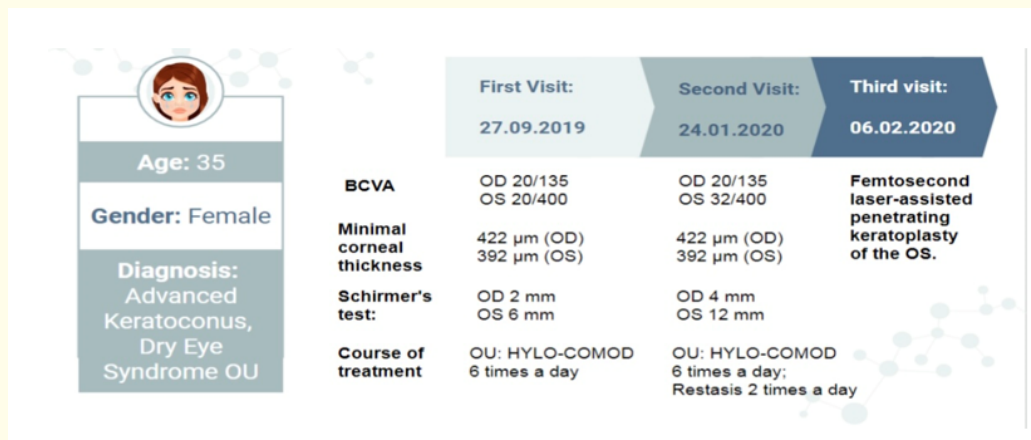 Age: 35
Gender: Female
Diagnosis:
Advanced
Keratoconus,
Dry Eye
Syndrome OU
First Visit:
27.09.2019
Second Visit:
24.01.2020
Third visit:
06.02.2020
BCVA
OD 20/135
OS 20/400
OD 20/135
OS 32/400
Femtosecond
laser-assisted
penetrating
keratoplasty
of the OS.
Minimal
corneal
thickness
422 µm (OD)
392 µm (OS)
422 µm (OD)
392 µm (OS)
Schirmer's
test:
OD 2 mm
OS 6 mm
OD 4 mm
OS 12 mm
Course of
treatment
OU: HYLO-COMOD
6 times a day
OU: HYLO-COMOD
6 times a day;
Restasis 2 times a day